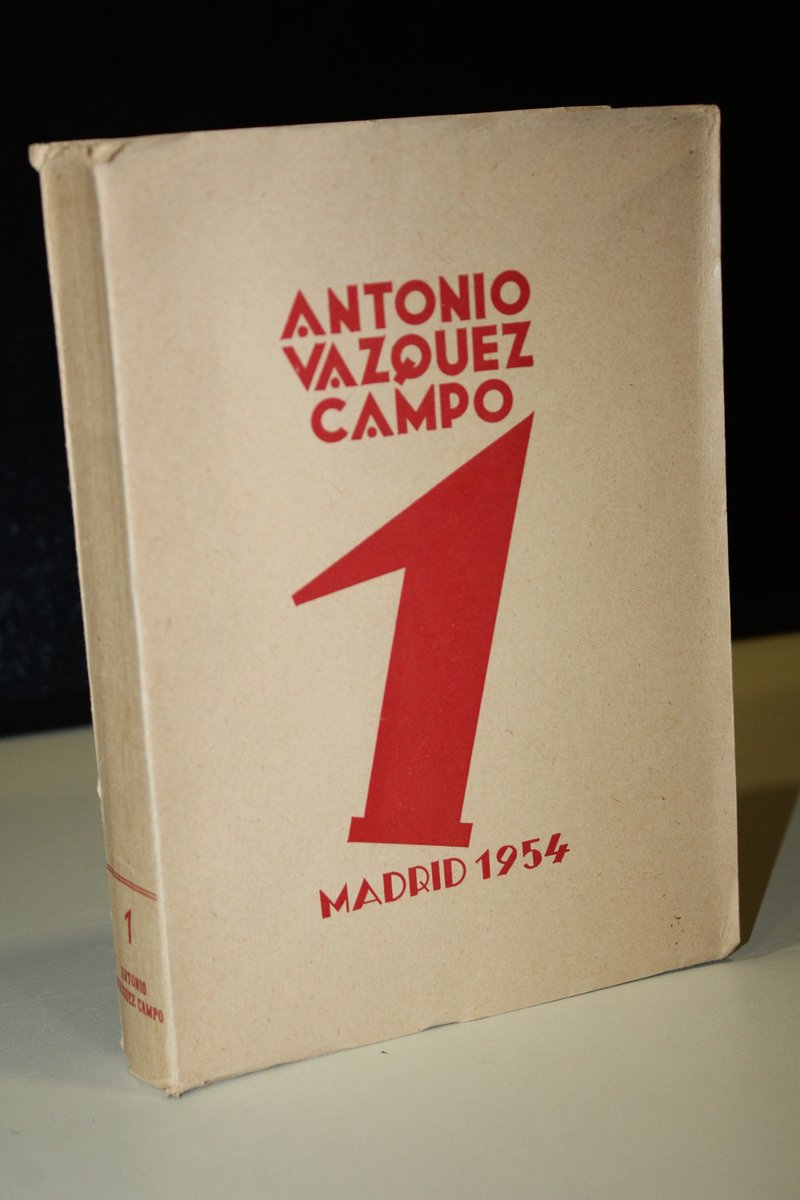 ANTONIO
VAZQUEZ
CAMPO
1
MADRID 1954
1
ANTONIO
VAZQUEZ CAMPO